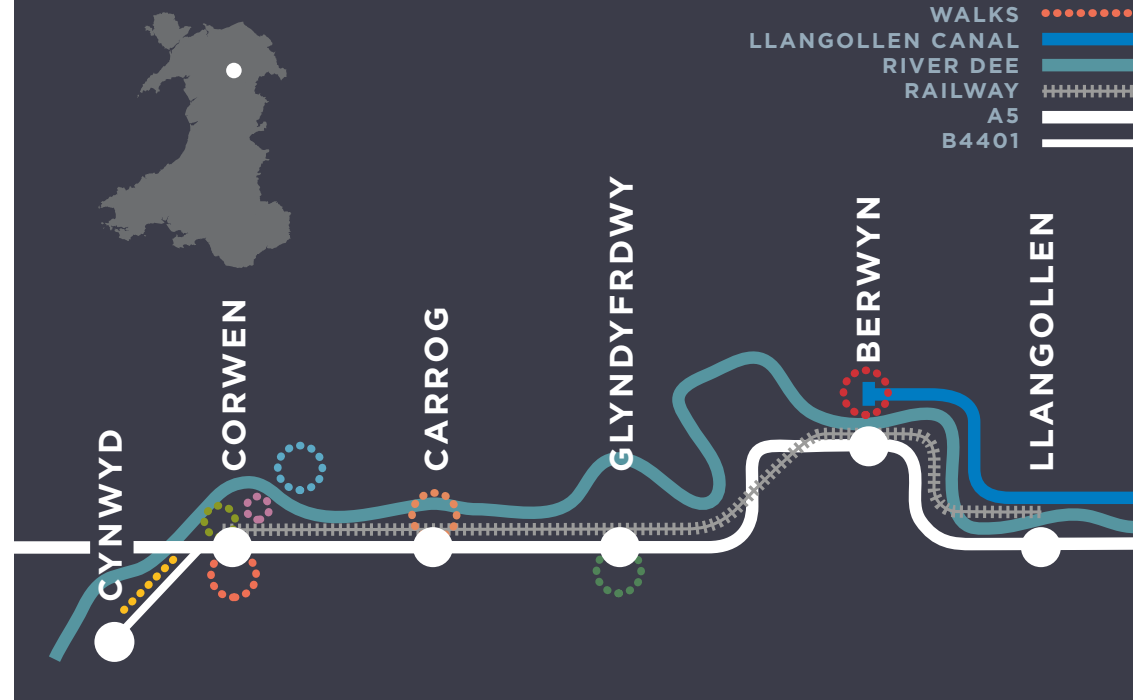 WALKS
LLANGOLLEN CANAL
RIVER DEE
RAILWAY
A5
B4401
CYNWYD
CORWEN
CARROG
GLYNDYFRDWY
BERWYN
LLANGOLLEN